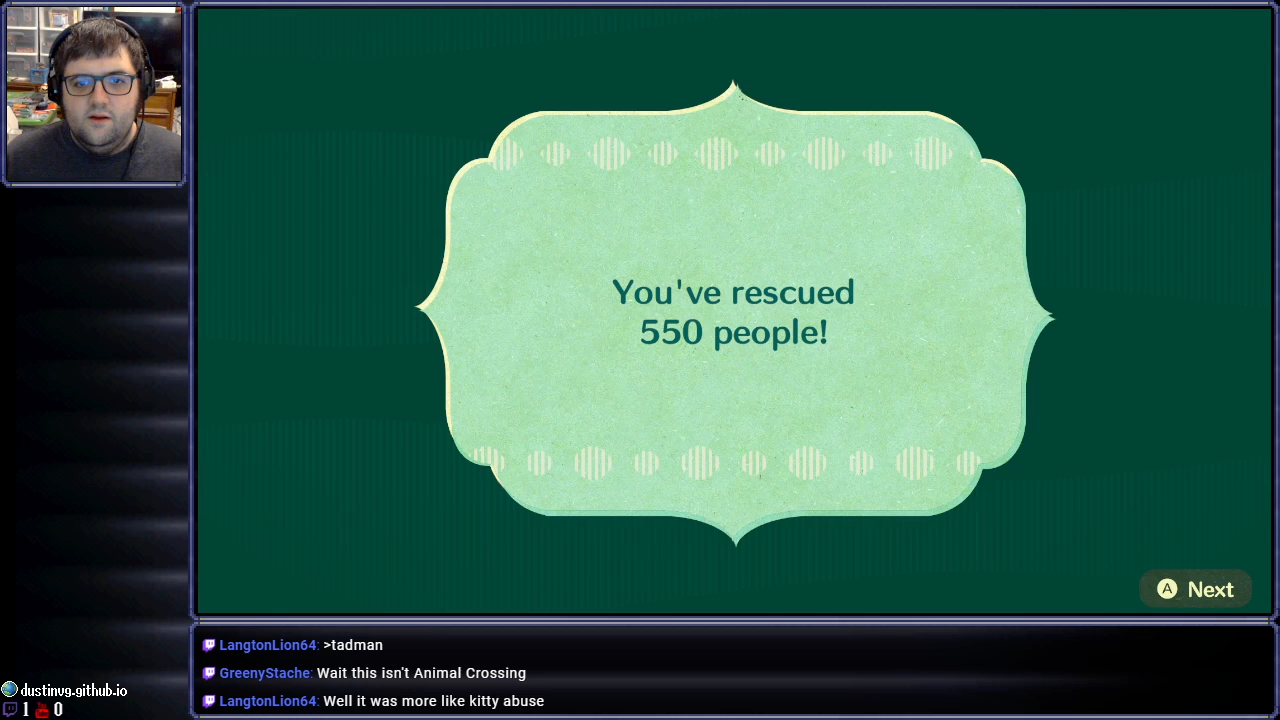 You've rescued
550 people!
A Next
LangtonLion64: >tadman
GreenyStache: Wait this isn't Animal Crossing
LangtonLion64: Well it was more like kitty abuse
dustinvg.github.io
1 0